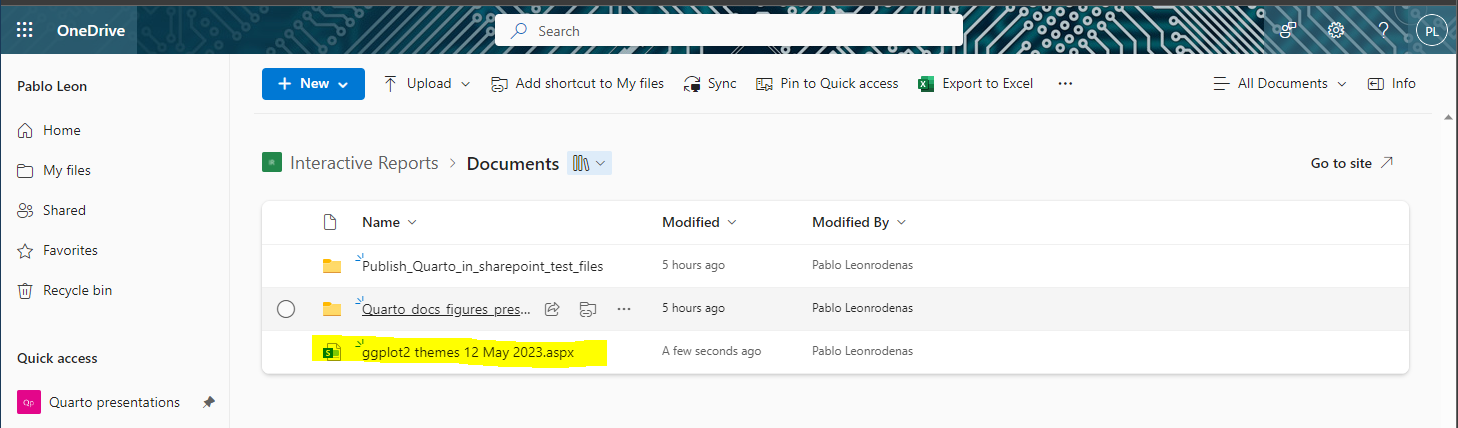 OneDrive
Search
PL
Pablo Leon
Home
My files
Shared
Favorites
Recycle bin
Quick access
Qp Quarto presentations
New Upload Add shortcut to My files Sync Pin to Quick access Export to Excel ... All Documents Info
Interactive Reports > Documents
Go to site
Name Modified Modified By
Publish_Quarto_in_sharepoint_test_files 5 hours ago Pablo Leonrodenas
Quarto_docs_figures_pres... ... 5 hours ago Pablo Leonrodenas
S ggplot2 themes 12 May 2023.aspx A few seconds ago Pablo Leonrodenas